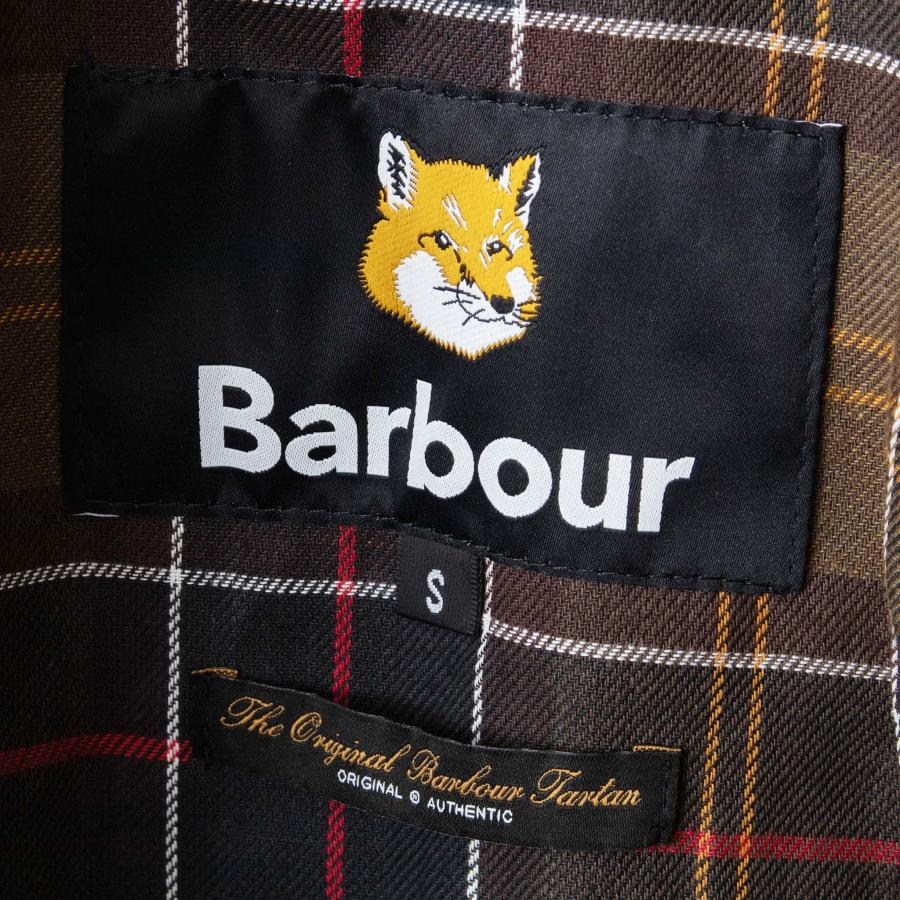 Barbour
S
The Original Barbour Tartan
ORIGINAL ® AUTHENTIC